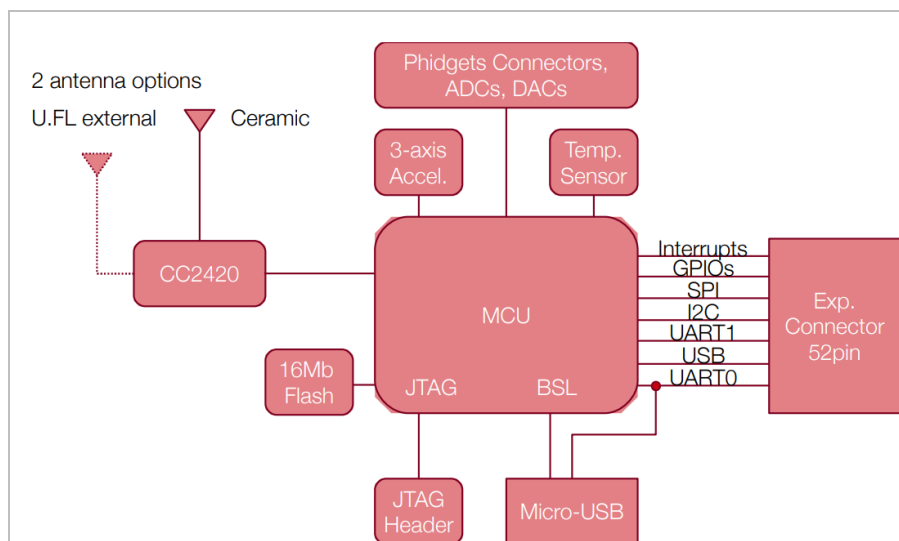 Phidgets Connectors,
ADCs, DACs
2 antenna options
U.FL external
Ceramic
3-axis
Accel.
Temp.
Sensor
CC2420
MCU
Interrupts
GPIOs
SPI
I2C
UART1
USB
UART0
Exp.
Connector
52pin
16Mb
Flash
JTAG
BSL
JTAG
Header
Micro-USB